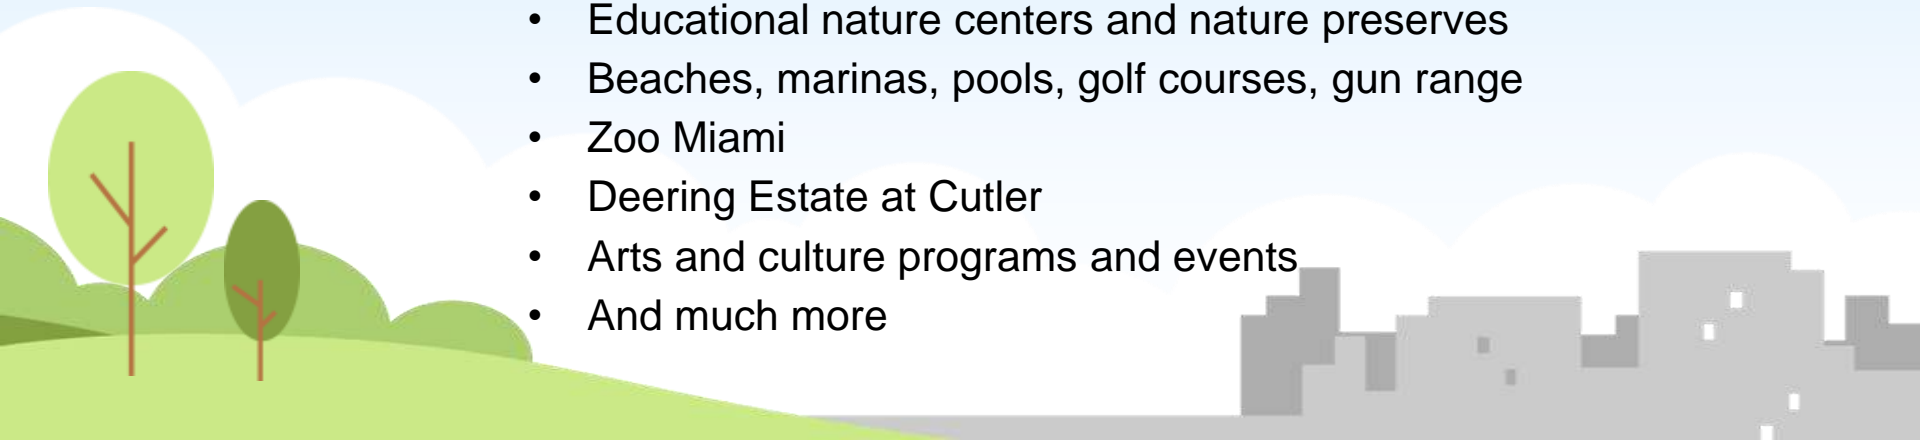 • Educational nature centers and nature preserves
• Beaches, marinas, pools, golf courses, gun range
• Zoo Miami
• Deering Estate at Cutler
• Arts and culture programs and events
• And much more